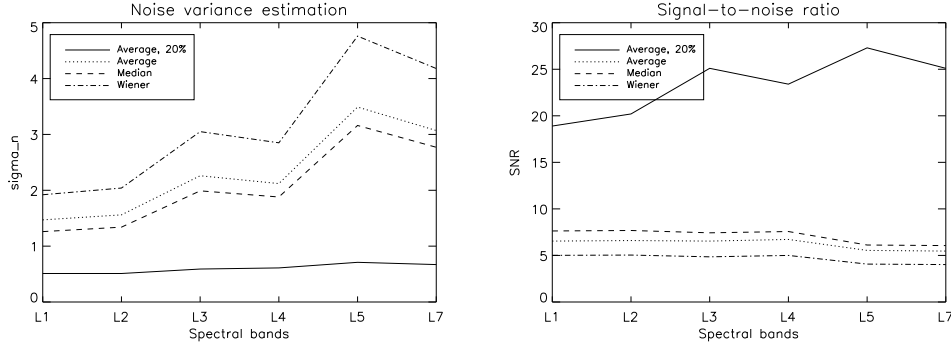 Noise variance estimation
5
4
3
2
1
0
sigma_n
Average, 20%
Average
Median
Wiener
L1 L2 L3 L4 L5 L7
Spectral bands
Signal-to-noise ratio
30
25
20
15
10
5
0
SNR
Average, 20%
Average
Median
Wiener
L1 L2 L3 L4 L5 L7
Spectral bands